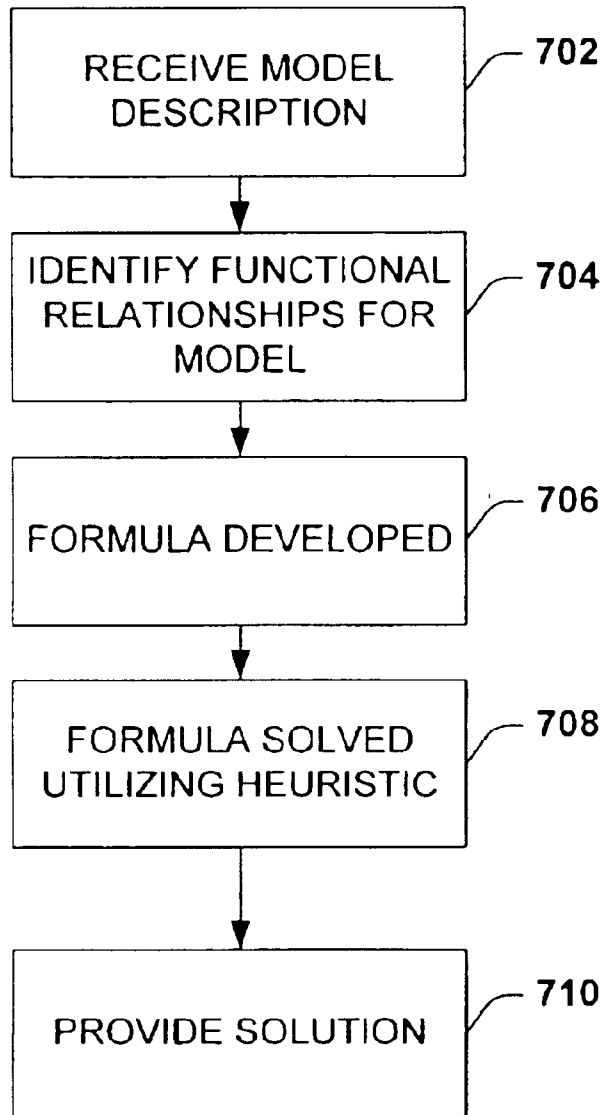 RECEIVE MODEL
DESCRIPTION
702
IDENTIFY FUNCTIONAL
RELATIONSHIPS FOR
MODEL
704
FORMULA DEVELOPED
706
FORMULA SOLVED
UTILIZING HEURISTIC
708
PROVIDE SOLUTION
710